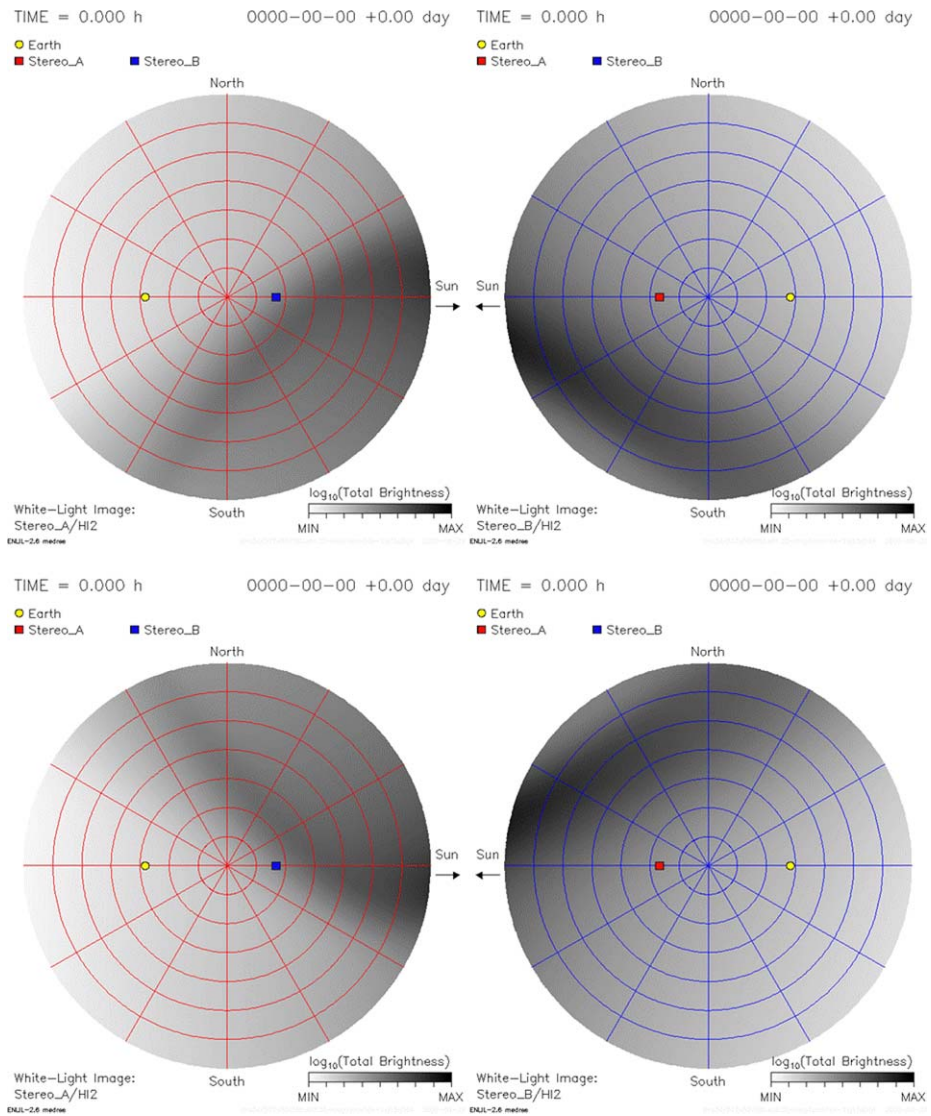 TIME = 0.000 h 0000-00-00 +0.00 day
Earth
Stereo_A Stereo_B
North
Sun
South
White-Light Image:
Stereo_A/HI2
log10(Total Brightness)
MIN MAX
ENLIL-2.6 medres
TIME = 0.000 h 0000-00-00 +0.00 day
Earth
Stereo_A Stereo_B
North
Sun
South
White-Light Image:
Stereo_B/HI2
log10(Total Brightness)
MIN MAX
ENLIL-2.6 medres
TIME = 0.000 h 0000-00-00 +0.00 day
Earth
Stereo_A Stereo_B
North
Sun
South
White-Light Image:
Stereo_A/HI2
log10(Total Brightness)
MIN MAX
ENLIL-2.6 medres
TIME = 0.000 h 0000-00-00 +0.00 day
Earth
Stereo_A Stereo_B
North
Sun
South
White-Light Image:
Stereo_B/HI2
log10(Total Brightness)
MIN MAX
ENLIL-2.6 medres